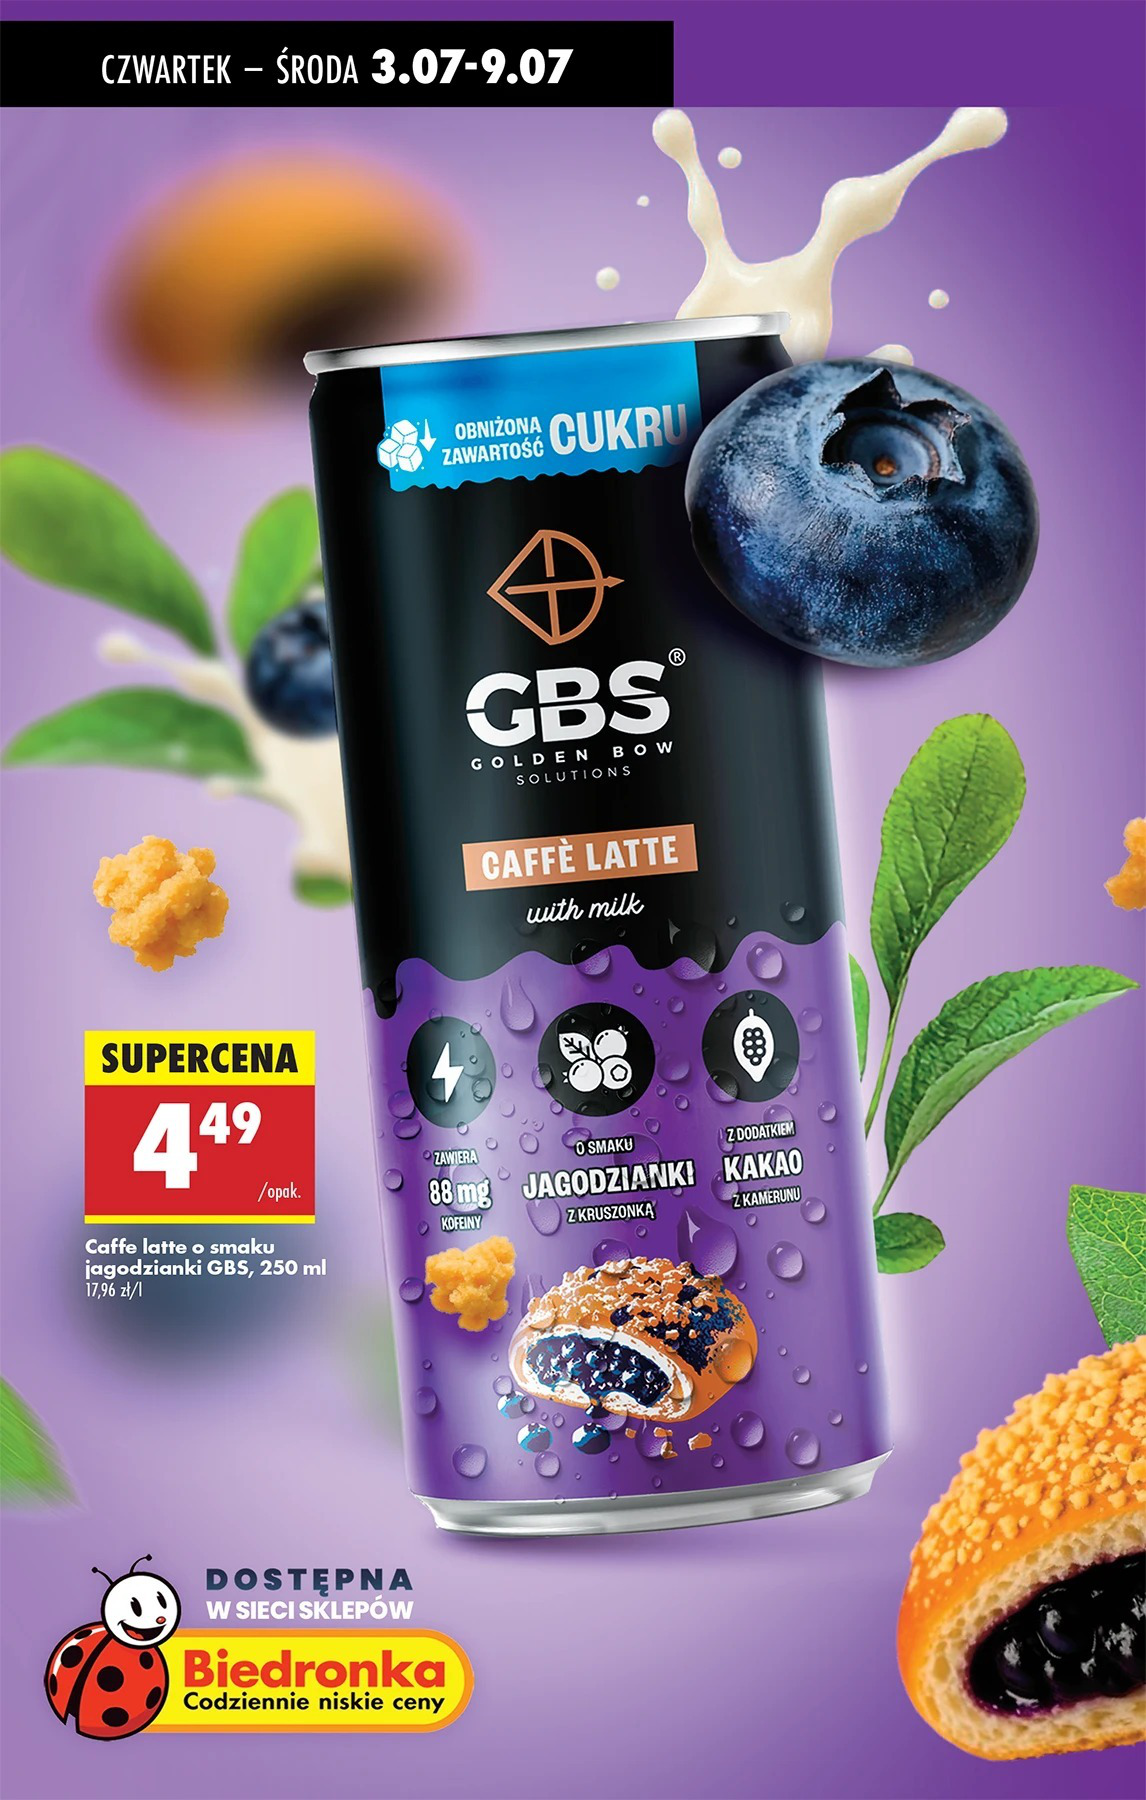 CZWARTEK – ŚRODA 3.07-9.07
OBNIŻONA
ZAWARTOŚĆ CUKRU
GBS®
GOLDEN BOW
SOLUTIONS
CAFFÈ LATTE
with milk
ZAWIERA
88 mg
KOFEINY
O SMAKU
JAGODZIANKI
Z KRUSZONKĄ
Z DODATKIEM
KAKAO
Z KAMERUNU
SUPERCENA
4 49
/opak.
Caffe latte o smaku
jagodzianki GBS, 250 ml
17,96 zł/l
DOSTĘPNA
W SIECI SKLEPÓW
Biedronka
Codziennie niskie ceny